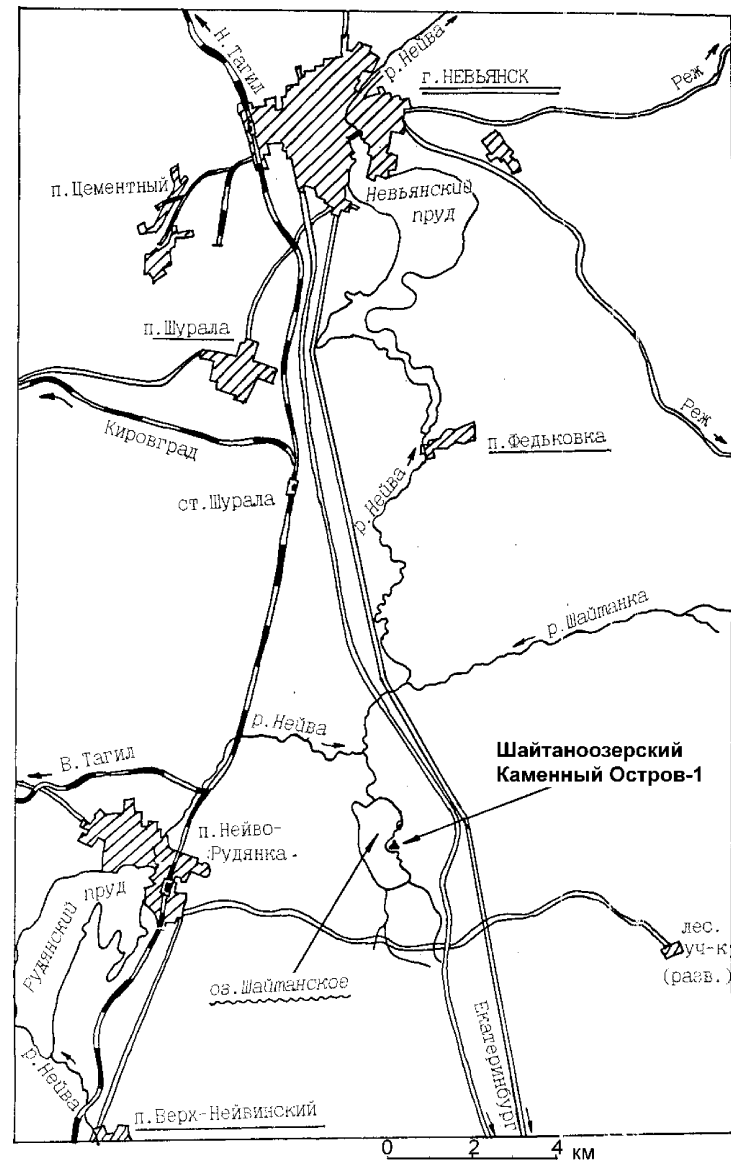 Н.Тагил
р.Нейва
г.НЕВЬЯНСК
Реж
п.Цементный
Невьянский
пруд
п.Шурала
Кировград
Реж
п.Федьковка
ст.Шурала
р.Нейва
р.Шайтанка
р.Нейва
В.Тагил
Шайтаноозерский
Каменный Остров-1
п.Нейво-
Рудянка.
Рудянский пруд
лес.
уч-к
(разв.)
оз.Шайтанское
Екатеринбург
р.Нейва
п.Верх-Нейвинский
0 2 4 км